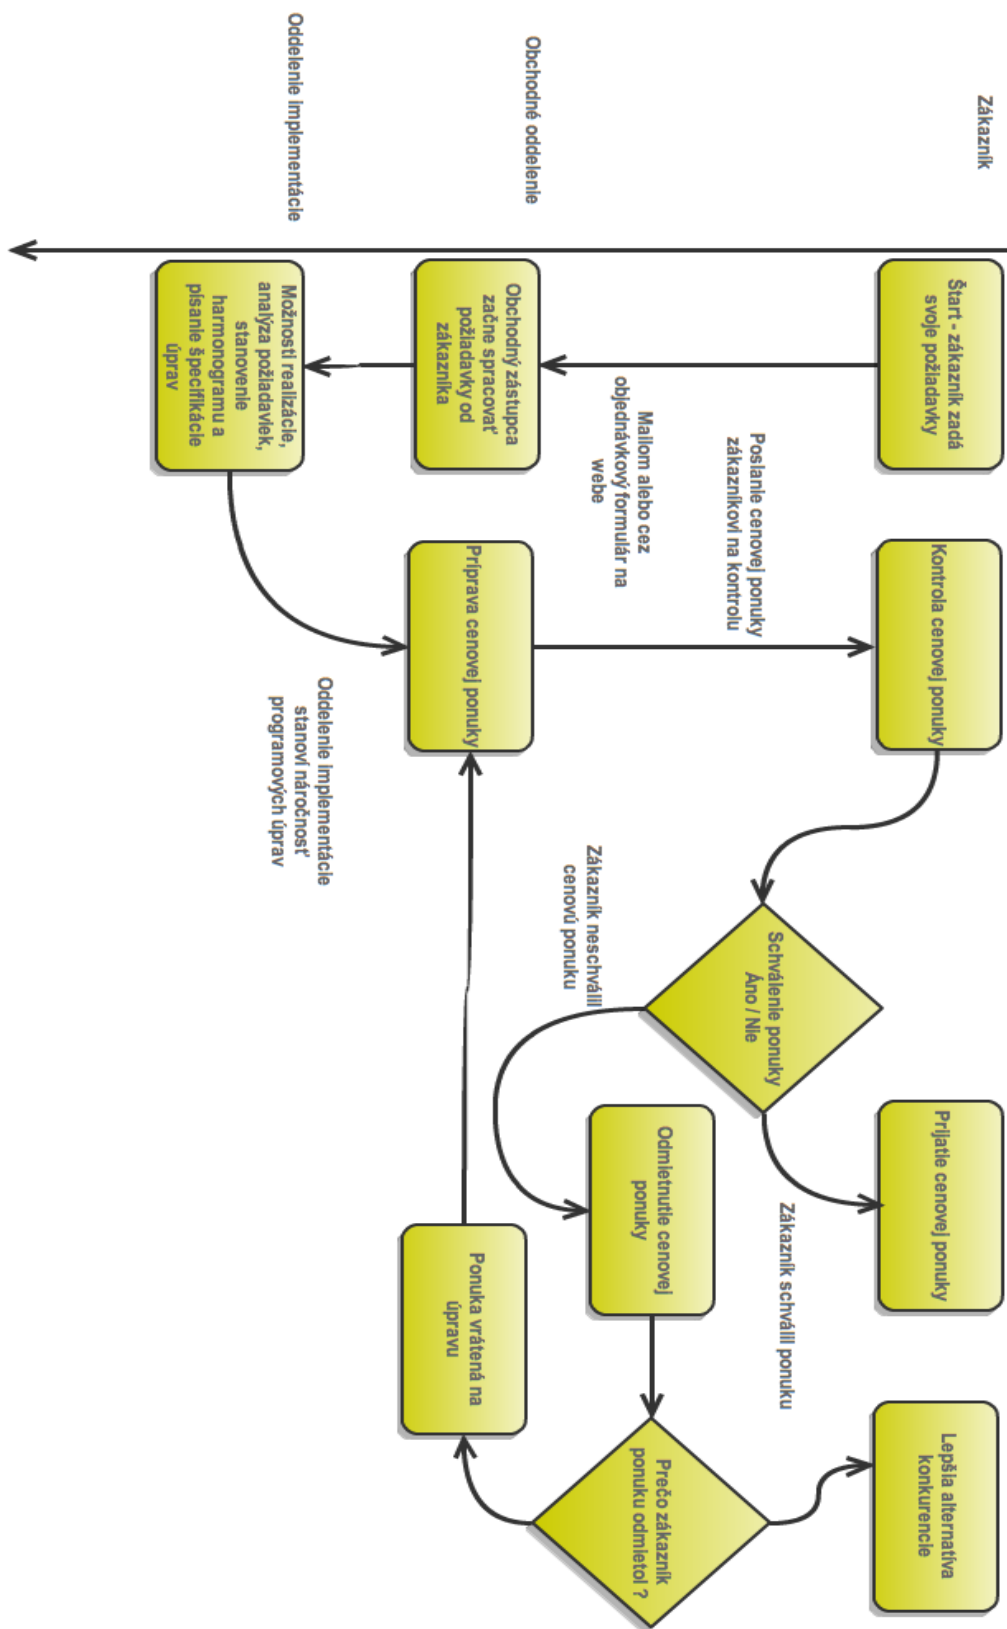 Zákazník
Obchodné oddelenie
Oddelenie implementácie
Štart - zákazník zadá
svoje požiadavky
Kontrola cenovej ponuky
Prijatie cenovej ponuky
Lepšia alternatíva
konkurencie
Schválenie ponuky
Áno / Nie
Zákazník schválil ponuku
Poslanie cenovej ponuky
zákazníkovi na kontrolu
Mailom alebo cez
objednávkový formulár na
webe
Odmietnutie cenovej
ponuky
Prečo zákazník
ponuku odmietol ?
Zákazník neschválil
cenovú ponuku
Obchodný zástupca
začne spracovať
požiadavky od
zákazníka
Príprava cenovej ponuky
Ponuka vrátená na
úpravu
Oddelenie implementácie
stanoví náročnosť
programových úprav
Možnosti realizácie,
analýza požiadaviek,
stanovenie
harmonogramu a
písanie špecifikácie
úprav